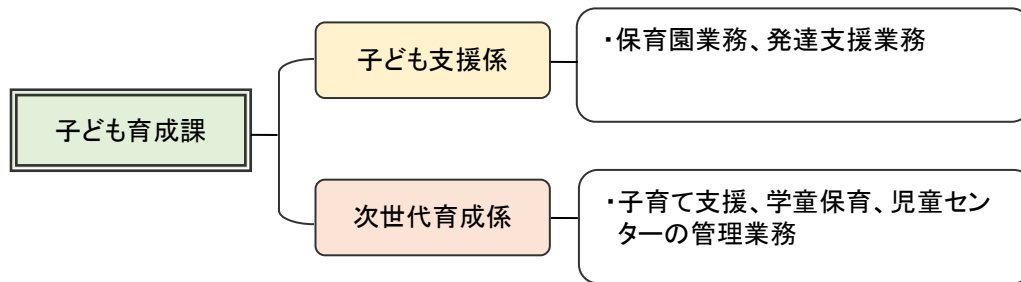 子ども育成課
子ども支援係
・保育園業務、発達支援業務
次世代育成係
・子育て支援、学童保育、児童セン
ターの管理業務